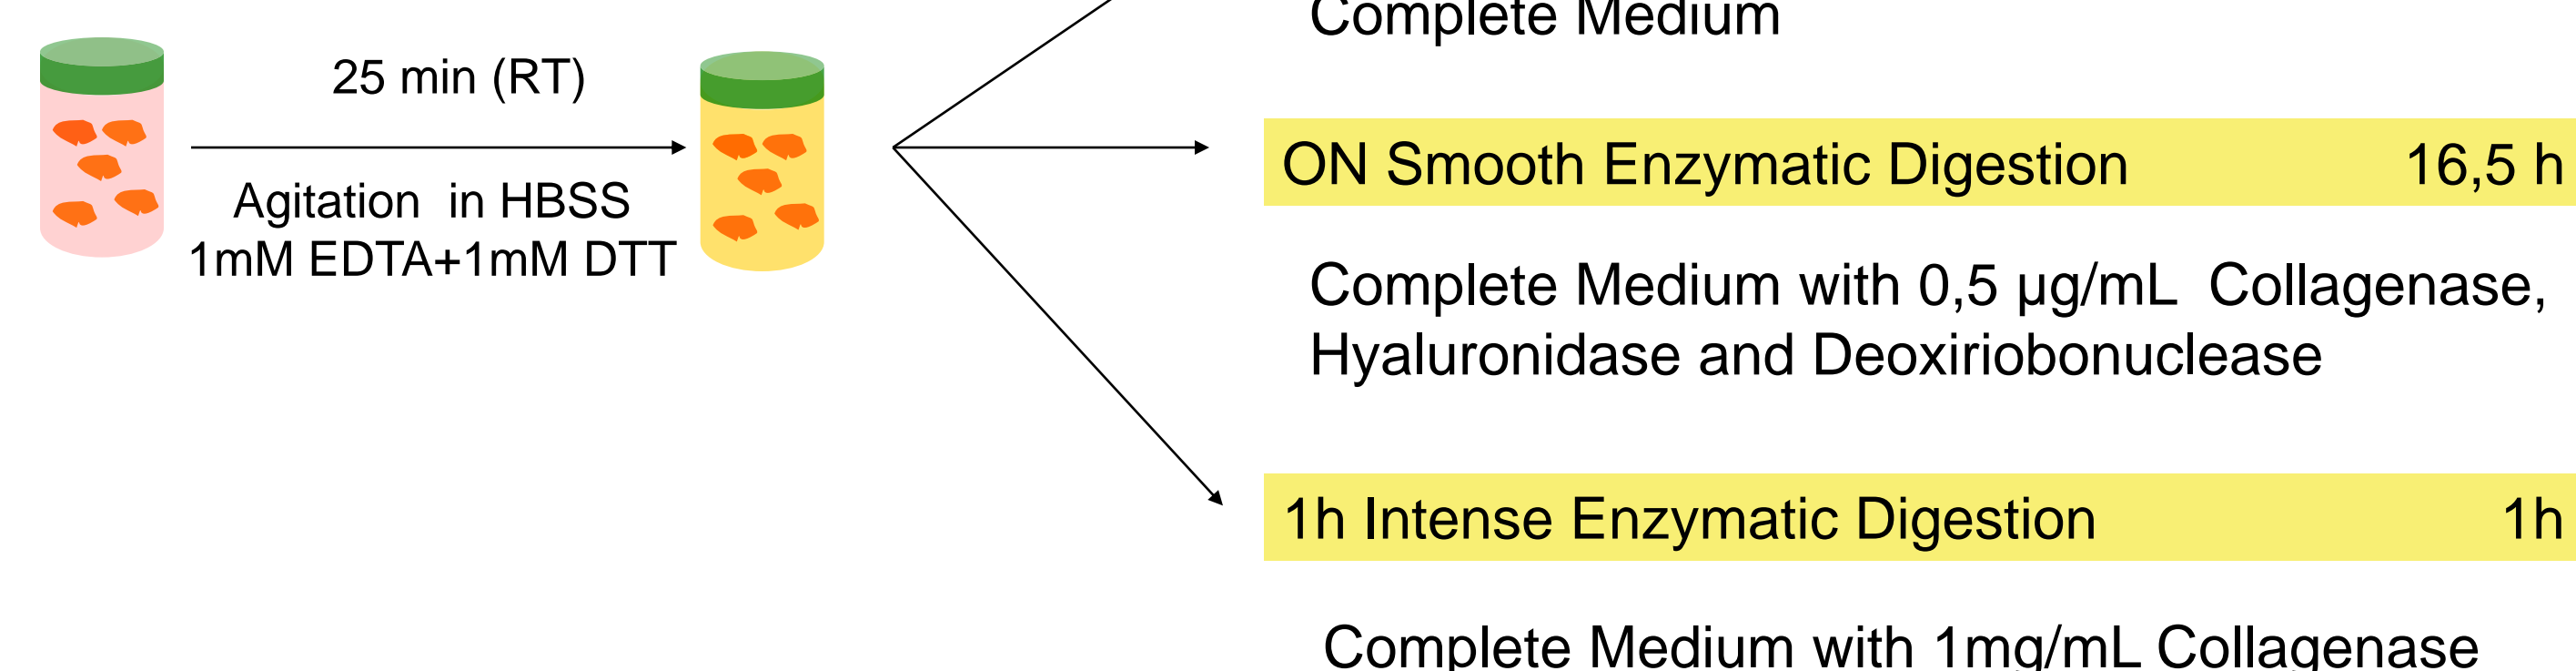 Complete Medium
25 min (RT)
Agitation in HBSS
1mM EDTA+1mM DTT
ON Smooth Enzymatic Digestion 16,5 h
Complete Medium with 0,5 µg/mL Collagenase,
Hyaluronidase and Deoxiriobonuclease
1h Intense Enzymatic Digestion 1h
Complete Medium with 1mg/mL Collagenase